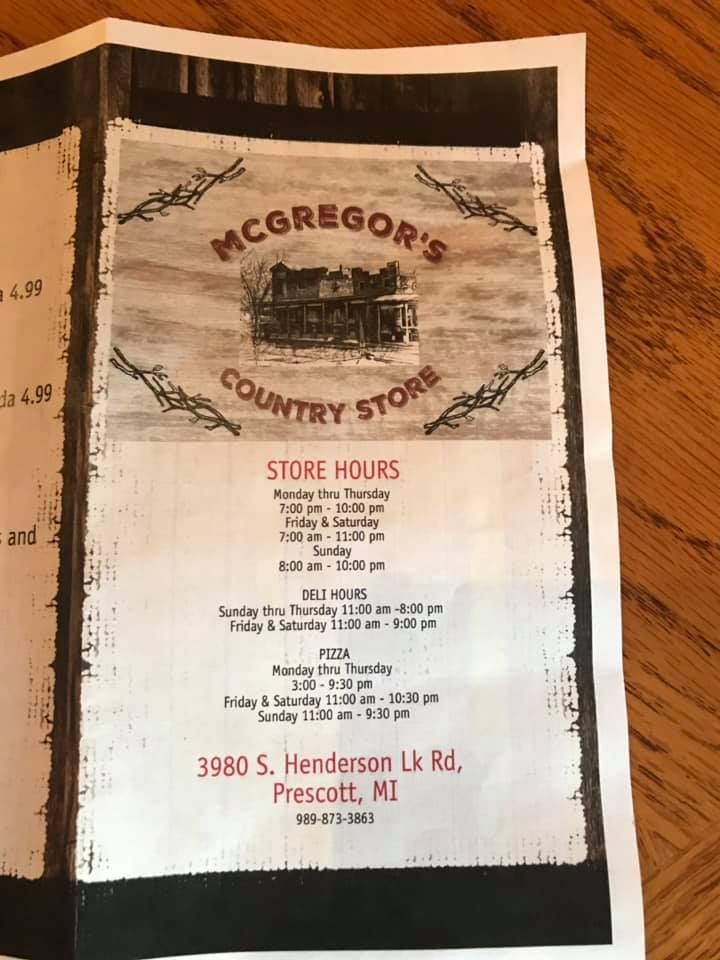 4.99
da 4.99
and
MCGREGOR'S
COUNTRY STORE
STORE HOURS
Monday thru Thursday
7:00 pm - 10:00 pm
Friday & Saturday
7:00 am - 11:00 pm
Sunday
8:00 am - 10:00 pm
DELI HOURS
Sunday thru Thursday 11:00 am -8:00 pm
Friday & Saturday 11:00 am - 9:00 pm
PIZZA
Monday thru Thursday
3:00 - 9:30 pm
Friday & Saturday 11:00 am - 10:30 pm
Sunday 11:00 am - 9:30 pm
3980 S. Henderson Lk Rd,
Prescott, MI
989-873-3863